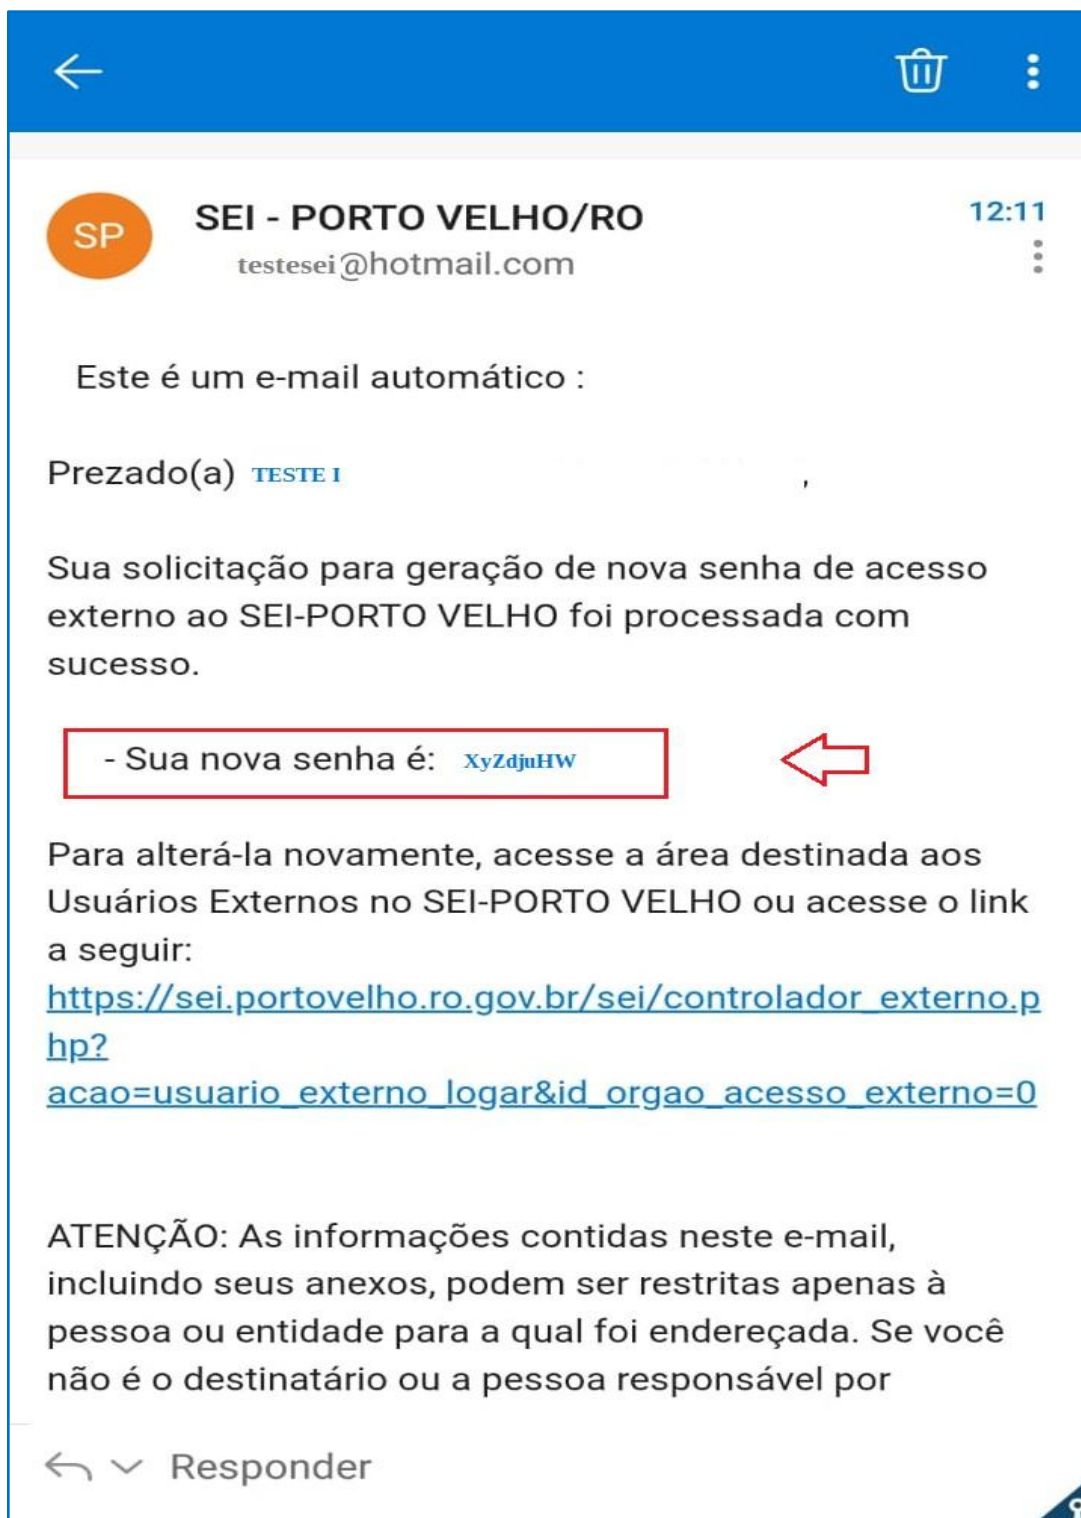 SP
SEI - PORTO VELHO/RO
12:11
testesei@hotmail.com
Este é um e-mail automático :
Prezado(a) TESTE I ,
Sua solicitação para geração de nova senha de acesso
externo ao SEI-PORTO VELHO foi processada com
sucesso.
- Sua nova senha é: XyZdjuHW
Para alterá-la novamente, acesse a área destinada aos
Usuários Externos no SEI-PORTO VELHO ou acesse o link
a seguir:
https://sei.portovelho.ro.gov.br/sei/controlador_externo.p
hp?
acao=usuario_externo_logar&id_orgao_acesso_externo=0
ATENÇÃO: As informações contidas neste e-mail,
incluindo seus anexos, podem ser restritas apenas à
pessoa ou entidade para a qual foi endereçada. Se você
não é o destinatário ou a pessoa responsável por
Responder